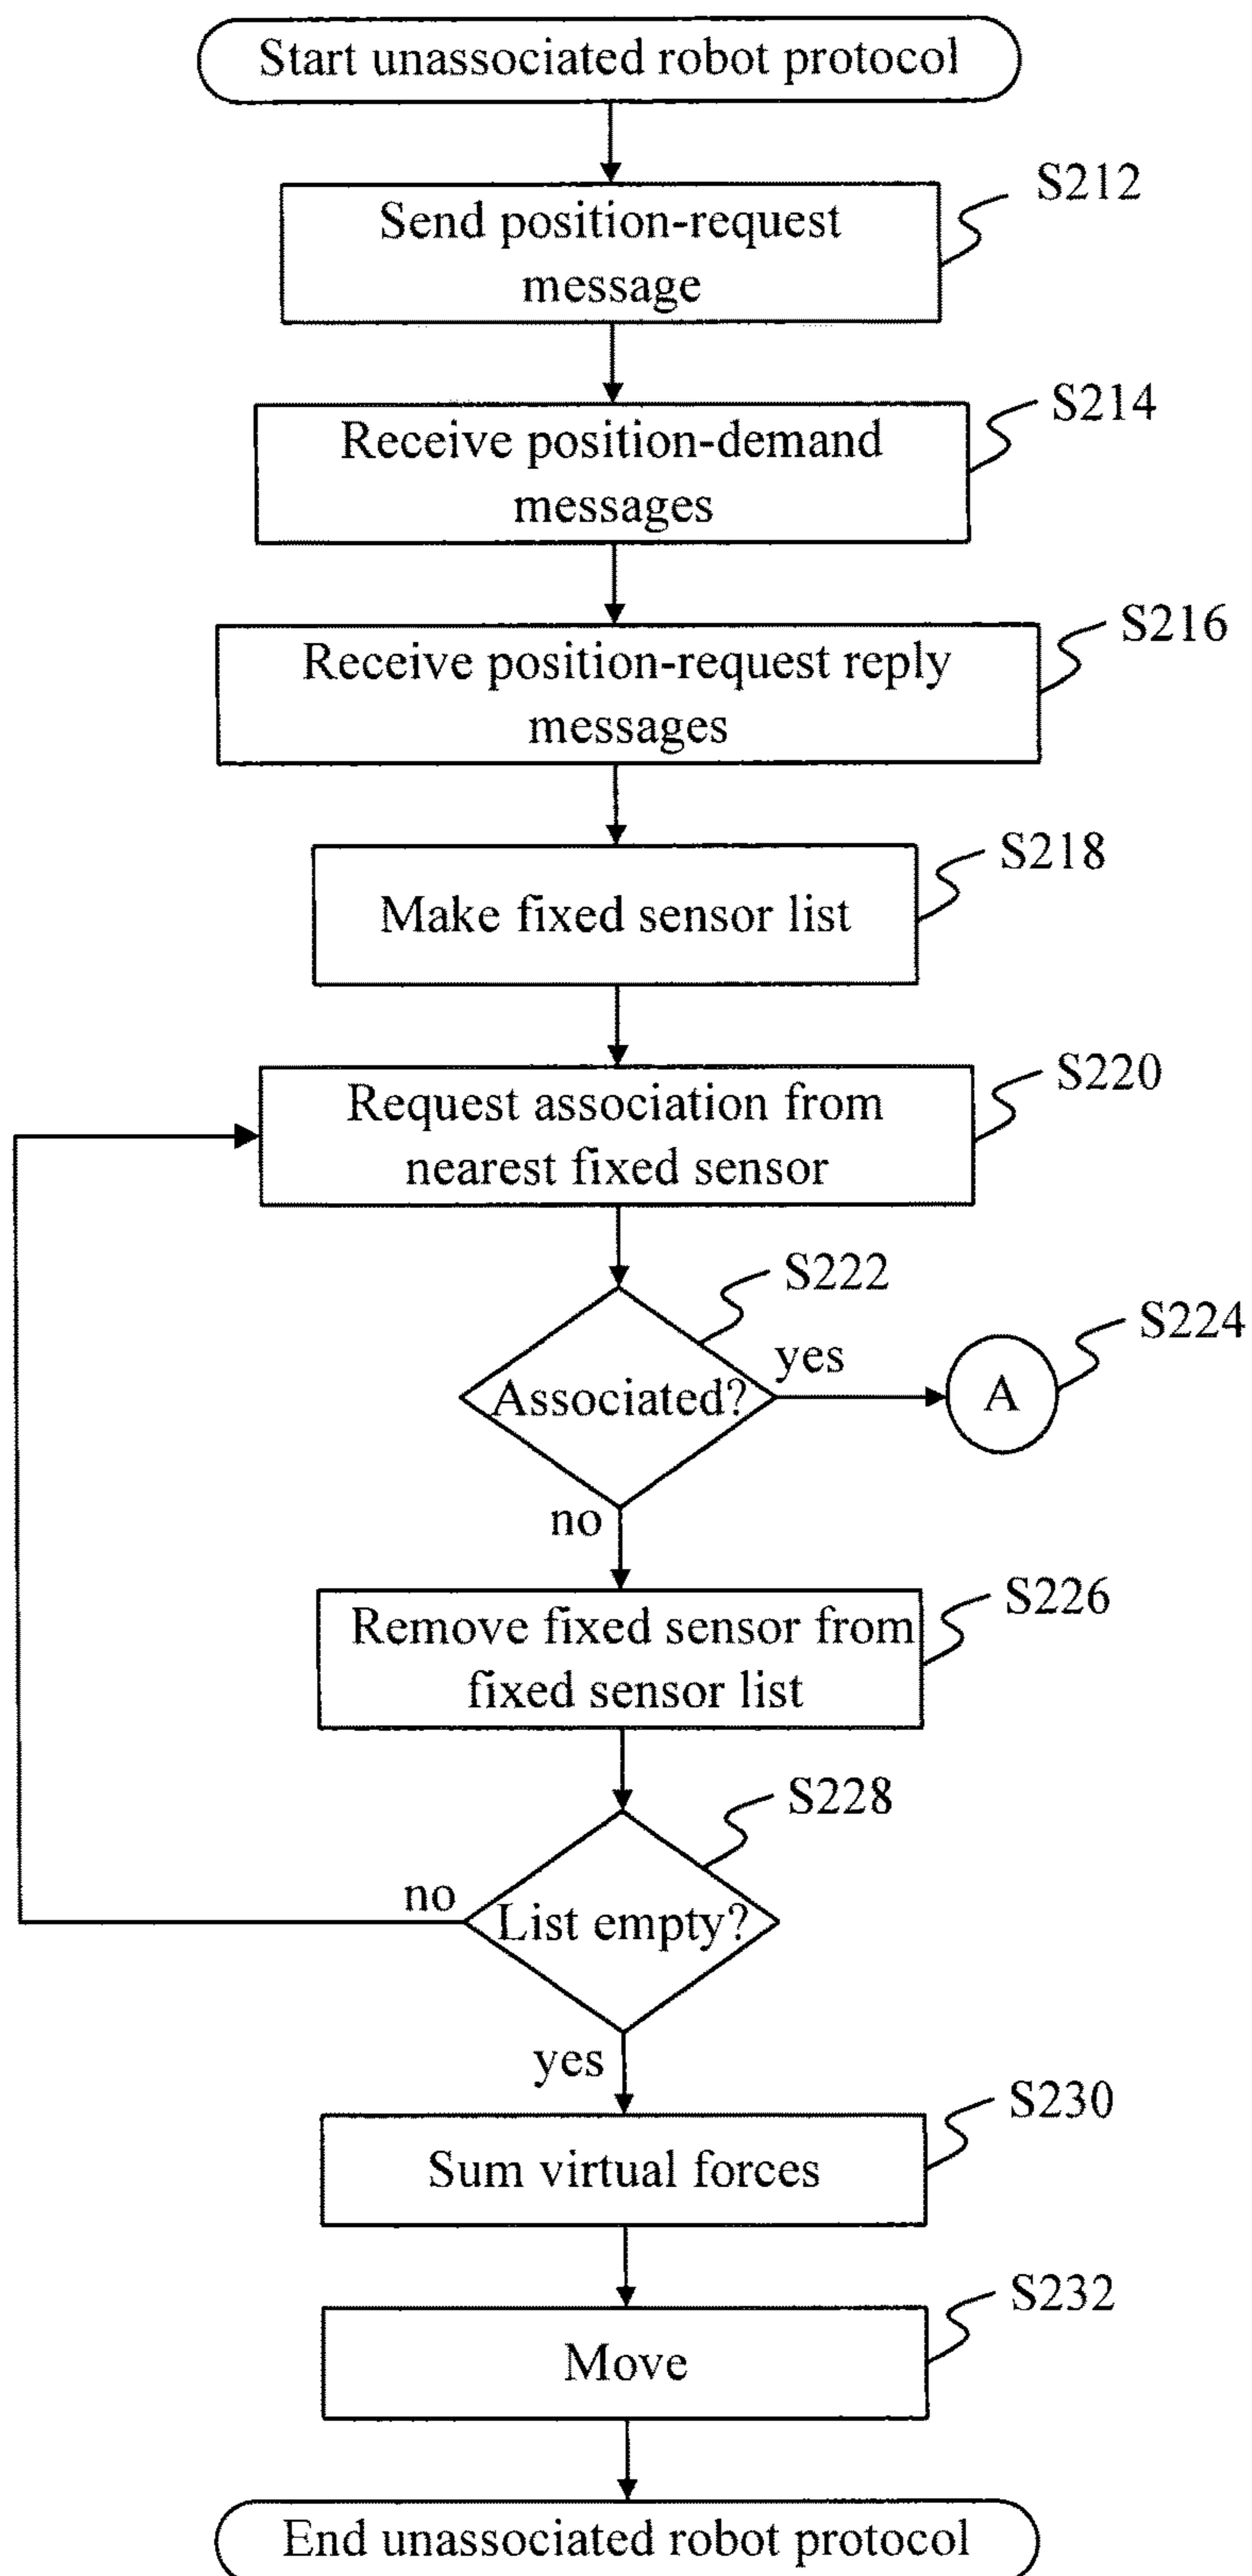 Start unassociated robot protocol
S212
Send position-request
message
S214
Receive position-demand
messages
S216
Receive position-request reply
messages
S218
Make fixed sensor list
S220
Request association from
nearest fixed sensor
S222
S224
yes
Associated?
A
no
S226
Remove fixed sensor from
fixed sensor list
S228
no
List empty?
yes
S230
Sum virtual forces
S232
Move
End unassociated robot protocol